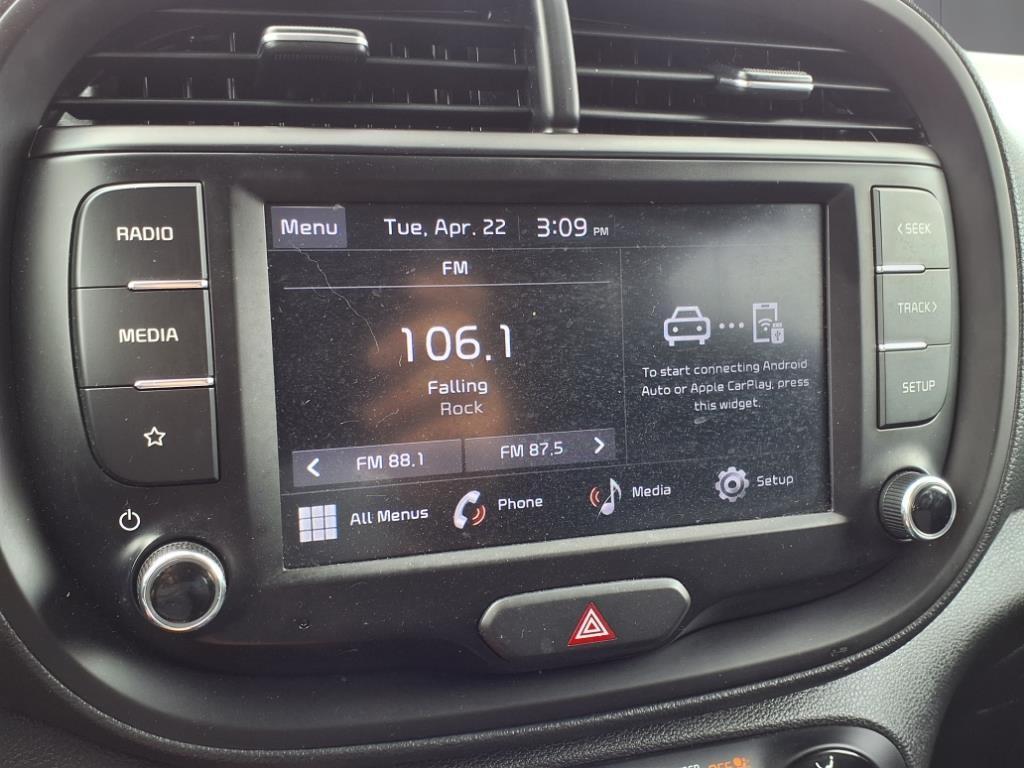 Menu
Tue, Apr. 22
3:09 PM
RADIO
MEDIA
FM
106.1
Falling
Rock
FM 88.1
FM 87.5
To start connecting Android
Auto or Apple CarPlay, press
this widget.
All Menus
Phone
Media
Setup
<SEEK
TRACK>
SETUP
OFF